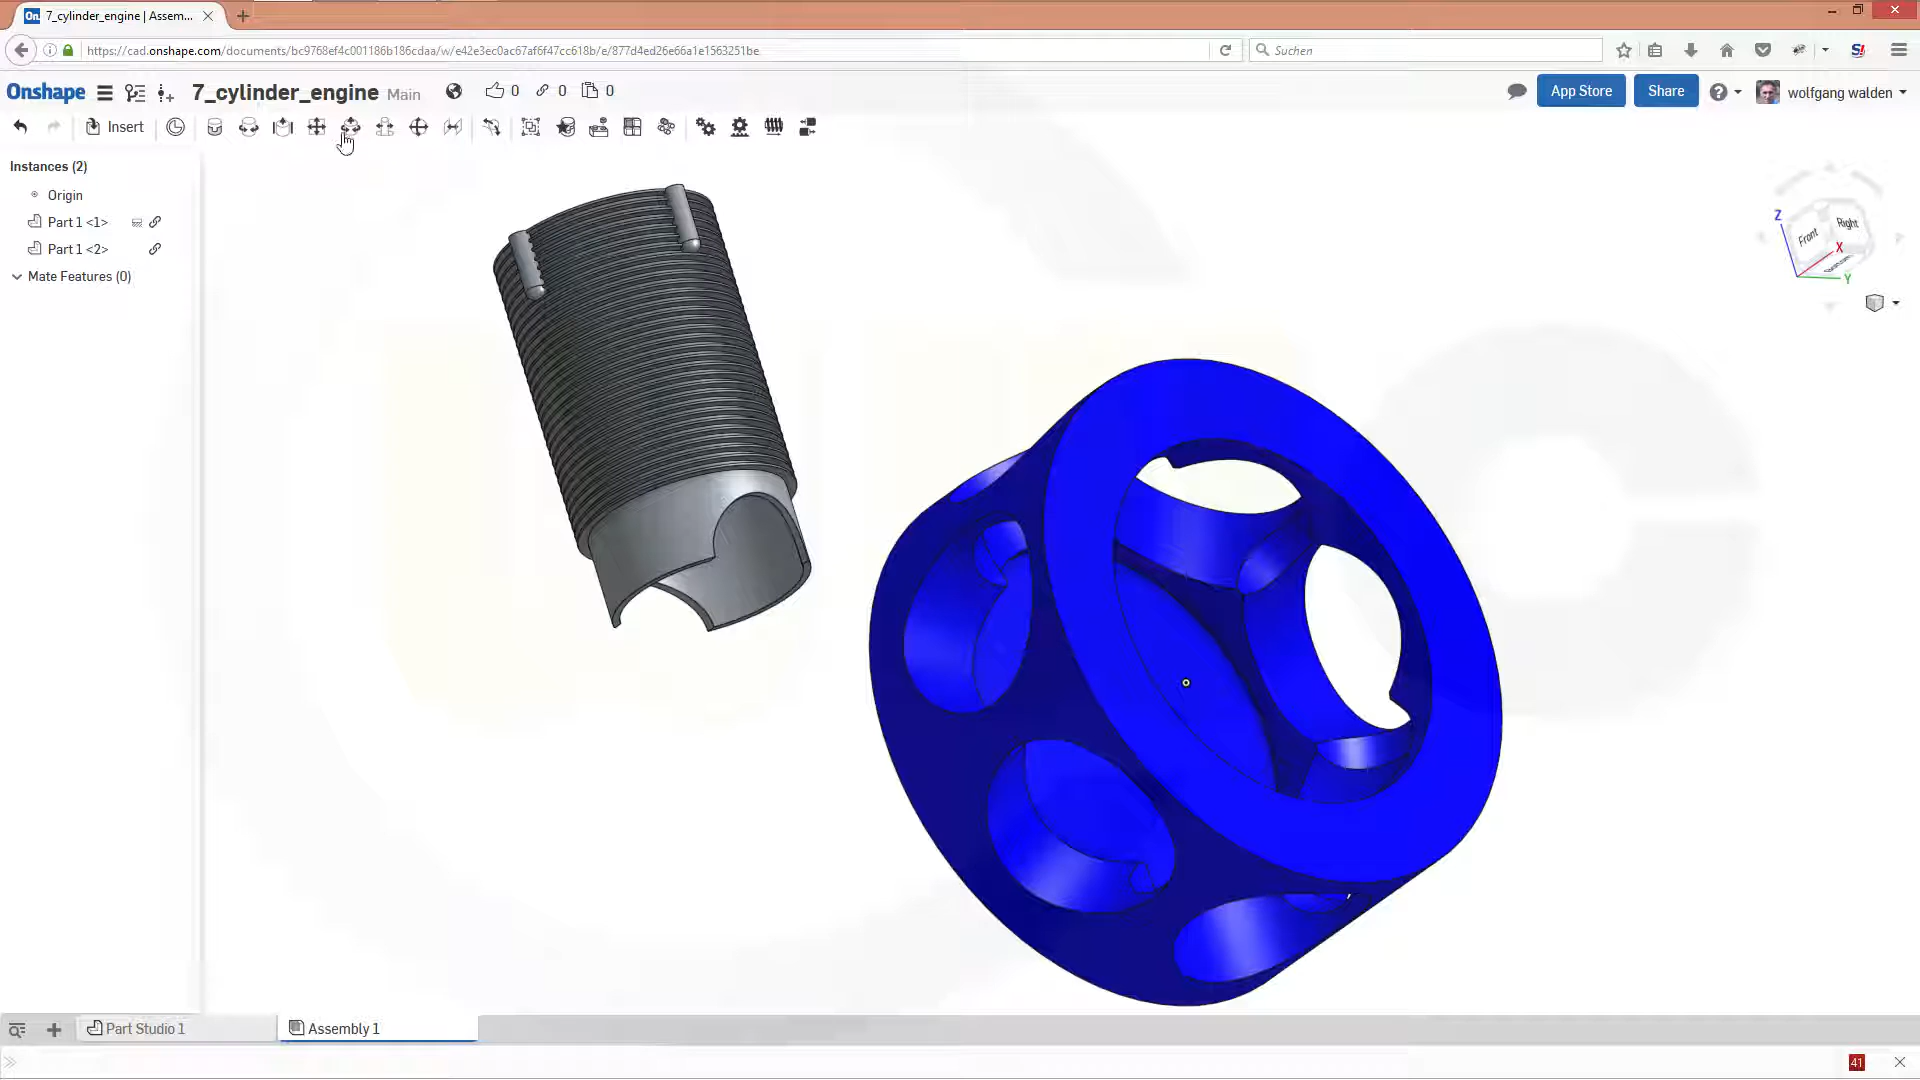 On 7_cylinder_engine | Assem...
https://cad.onshape.com/documents/bc9768ef4c001186b186cdaa/w/e42e3ec0ac67af6f47cc618b/e/877d4ed26e66a1e1563251be
Suchen
Onshape 7_cylinder_engine Main 0 0 0 App Store Share wolfgang walden
Insert
Instances (2)
Origin
Part 1 <1>
Part 1 <2>
Mate Features (0)
Z
Front
Right
X
Y
Part Studio 1
Assembly 1
41